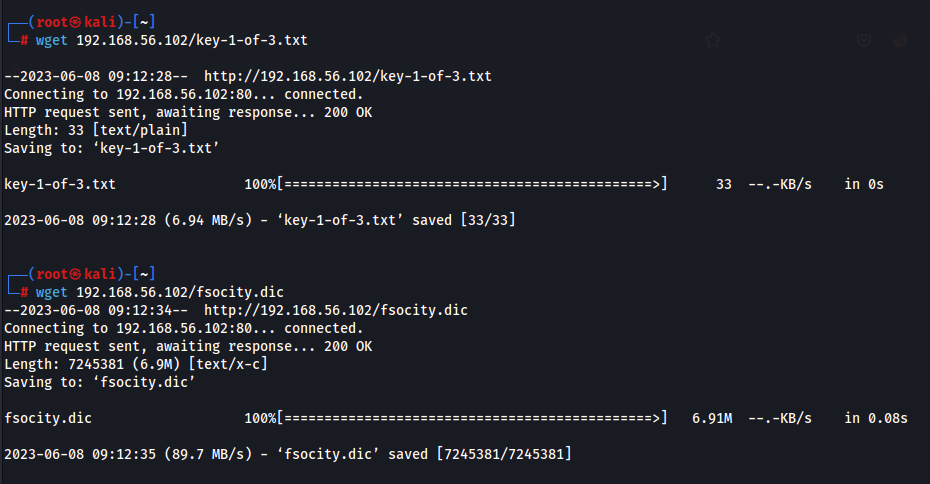 ┌──(root㉿kali)-[~]
└─# wget 192.168.56.102/key-1-of-3.txt
--2023-06-08 09:12:28--  http://192.168.56.102/key-1-of-3.txt
Connecting to 192.168.56.102:80... connected.
HTTP request sent, awaiting response... 200 OK
Length: 33 [text/plain]
Saving to: ‘key-1-of-3.txt’
key-1-of-3.txt                100%[==============================================>]      33  --.-KB/s    in 0s
2023-06-08 09:12:28 (6.94 MB/s) - ‘key-1-of-3.txt’ saved [33/33]
┌──(root㉿kali)-[~]
└─# wget 192.168.56.102/fsocity.dic
--2023-06-08 09:12:34--  http://192.168.56.102/fsocity.dic
Connecting to 192.168.56.102:80... connected.
HTTP request sent, awaiting response... 200 OK
Length: 7245381 (6.9M) [text/x-c]
Saving to: ‘fsocity.dic’
fsocity.dic                   100%[==============================================>]   6.91M  --.-KB/s    in 0.08s
2023-06-08 09:12:35 (89.7 MB/s) - ‘fsocity.dic’ saved [7245381/7245381]